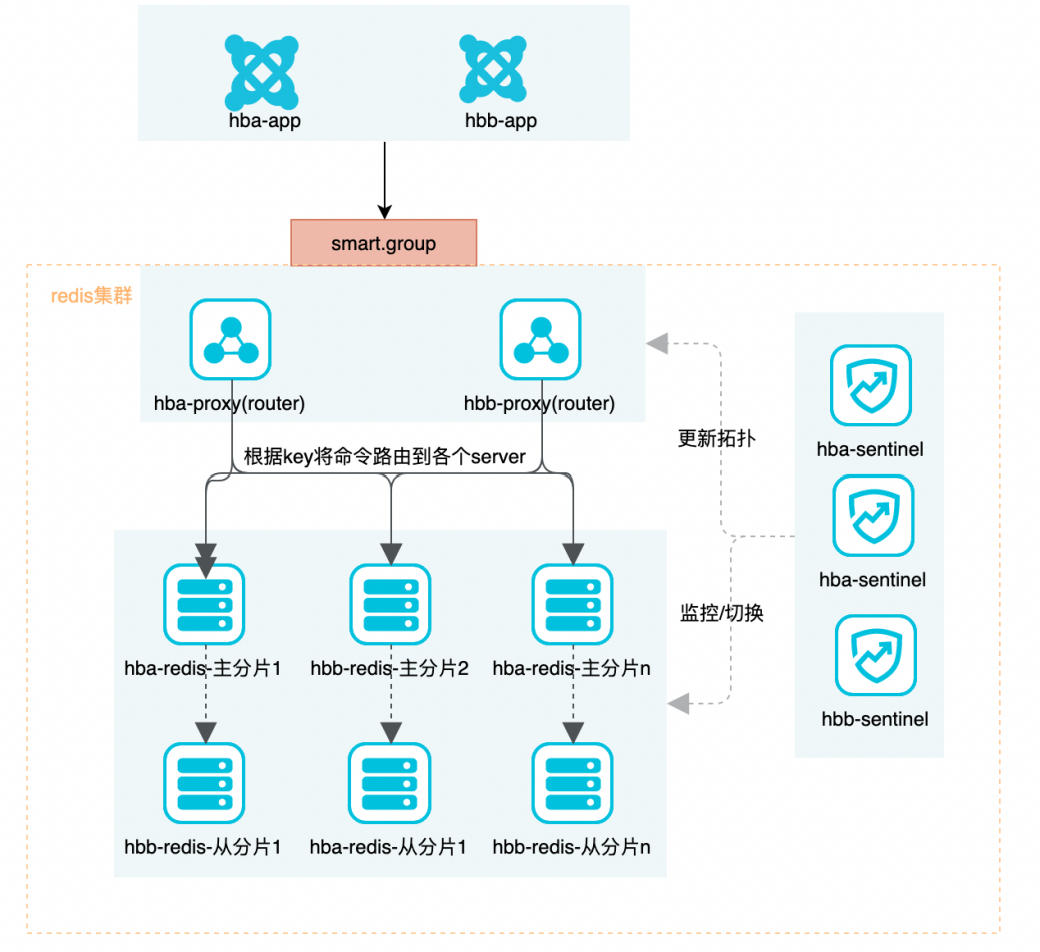 hba-app
hbb-app
smart.group
redis集群
hba-proxy(router)
hbb-proxy(router)
根据key将命令路由到各个server
更新拓扑
hba-sentinel
hba-sentinel
监控/切换
hba-redis-主分片1
hbb-redis-主分片2
hba-redis-主分片n
hbb-sentinel
hbb-redis-从分片1
hba-redis-从分片1
hbb-redis-从分片n